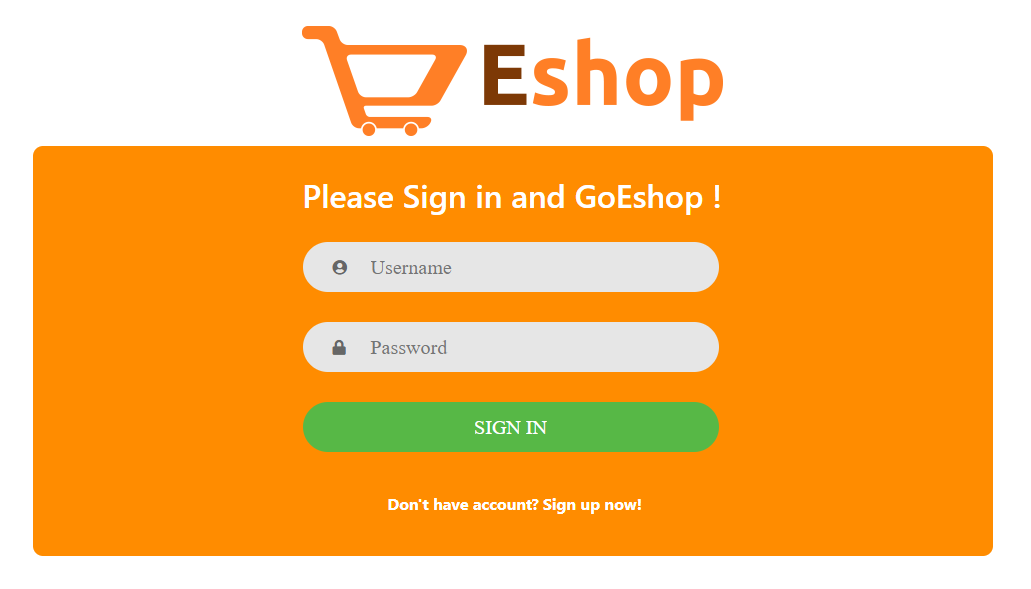 Eshop
Please Sign in and GoEshop !
Username
Password
SIGN IN
Don't have account? Sign up now!